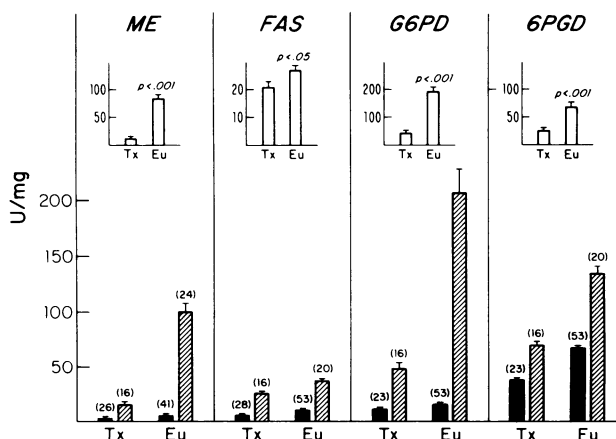 ME FAS G6PD 6PGD
p<.001 p<.05 p<.001 p<.001
100 50 Tx Eu
20 10 Tx Eu
200 100 Tx Eu
100 50 Tx Eu
U/mg
200
150
100
50
(26) (16) (41) (24)
(28) (16) (53) (20)
(23) (16) (53)
(23) (16) (53) (20)
Tx Eu Tx Eu Tx Eu Tx Eu